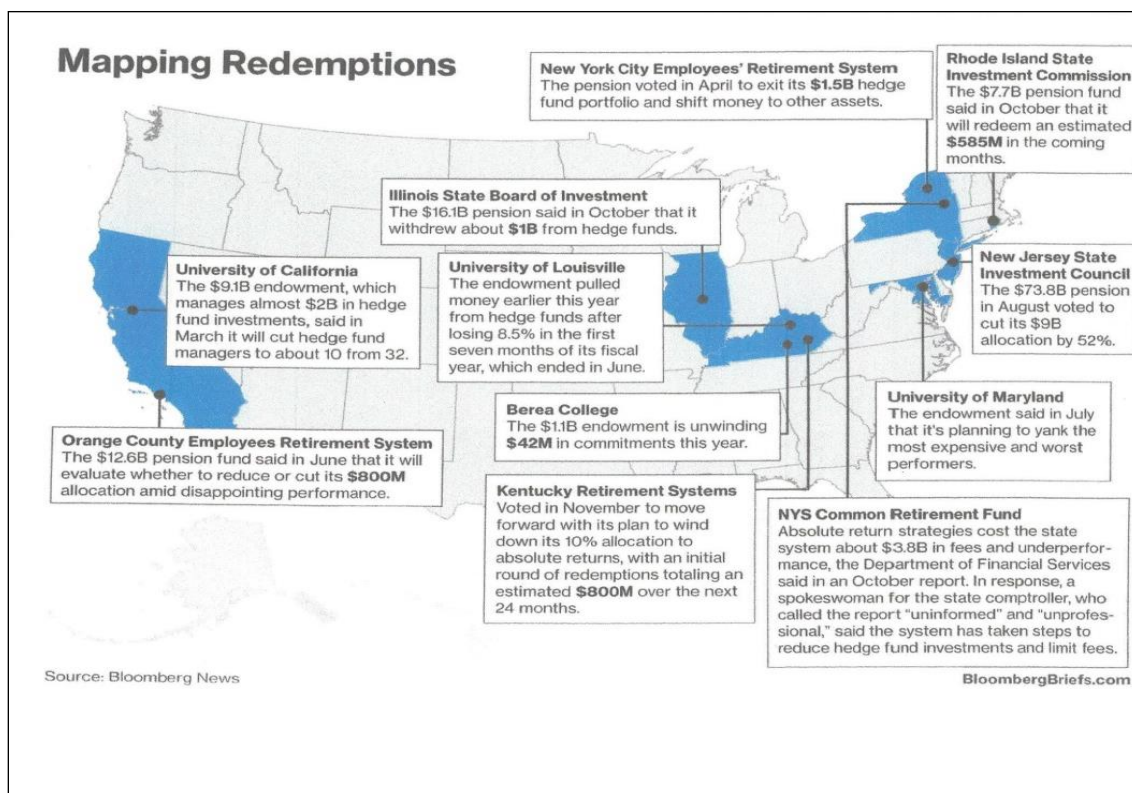 Mapping Redemptions
New York City Employees' Retirement System
The pension voted in April to exit its $1.5B hedge
fund portfolio and shift money to other assets.
Rhode Island State
Investment Commission
The $7.7B pension fund
said in October that it
will redeem an estimated
$585M in the coming
months.
Illinois State Board of Investment
The $16.1B pension said in October that it
withdrew about $1B from hedge funds.
University of California
The $9.1B endowment, which
manages almost $2B in hedge
fund investments, said in
March it will cut hedge fund
managers to about 10 from 32.
University of Louisville
The endowment pulled
money earlier this year
from hedge funds after
losing 8.5% in the first
seven months of its fiscal
year, which ended in June.
New Jersey State
Investment Council
The $73.8B pension
in August voted to
cut its $9B
allocation by 52%.
Orange County Employees Retirement System
The $12.6B pension fund said in June that it will
evaluate whether to reduce or cut its $800M
allocation amid disappointing performance.
Berea College
The $1.1B endowment is unwinding
$42M in commitments this year.
University of Maryland
The endowment said in July
that it's planning to yank the
most expensive and worst
performers.
Kentucky Retirement Systems
Voted in November to move
forward with its plan to wind
down its 10% allocation to
absolute returns, with an initial
round of redemptions totaling an
estimated $800M over the next
24 months.
NYS Common Retirement Fund
Absolute return strategies cost the state
system about $3.8B in fees and underperfor-
mance, the Department of Financial Services
said in an October report. In response, a
spokeswoman for the state comptroller, who
called the report "uninformed" and "unprofes-
sional," said the system has taken steps to
reduce hedge fund investments and limit fees.
Source: Bloomberg News
BloombergBriefs.com